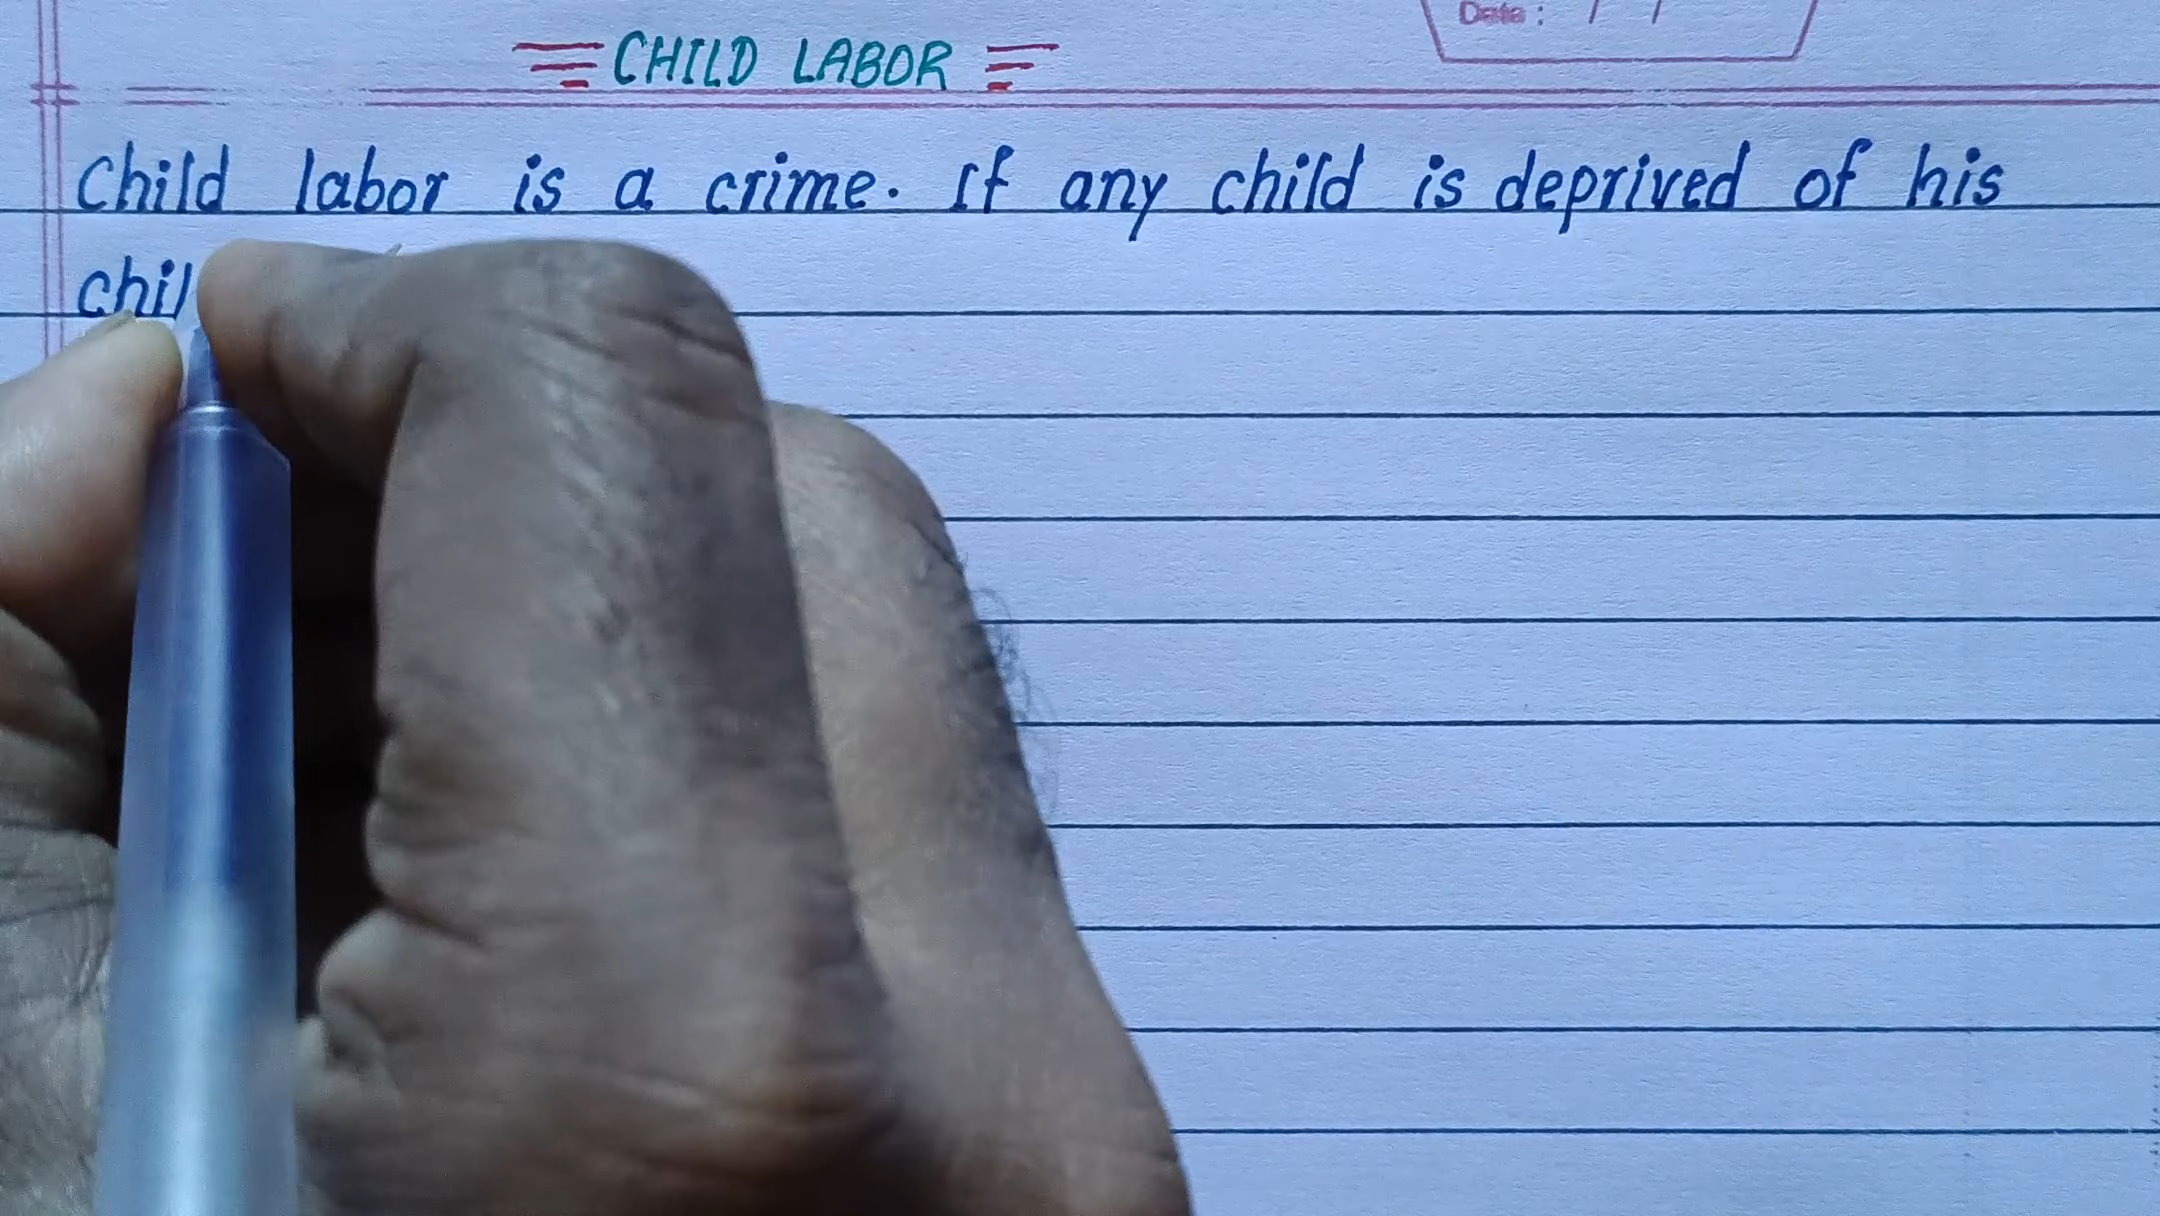 Date : / /
CHILD LABOR
Child labor is a crime. If any child is deprived of his
chil